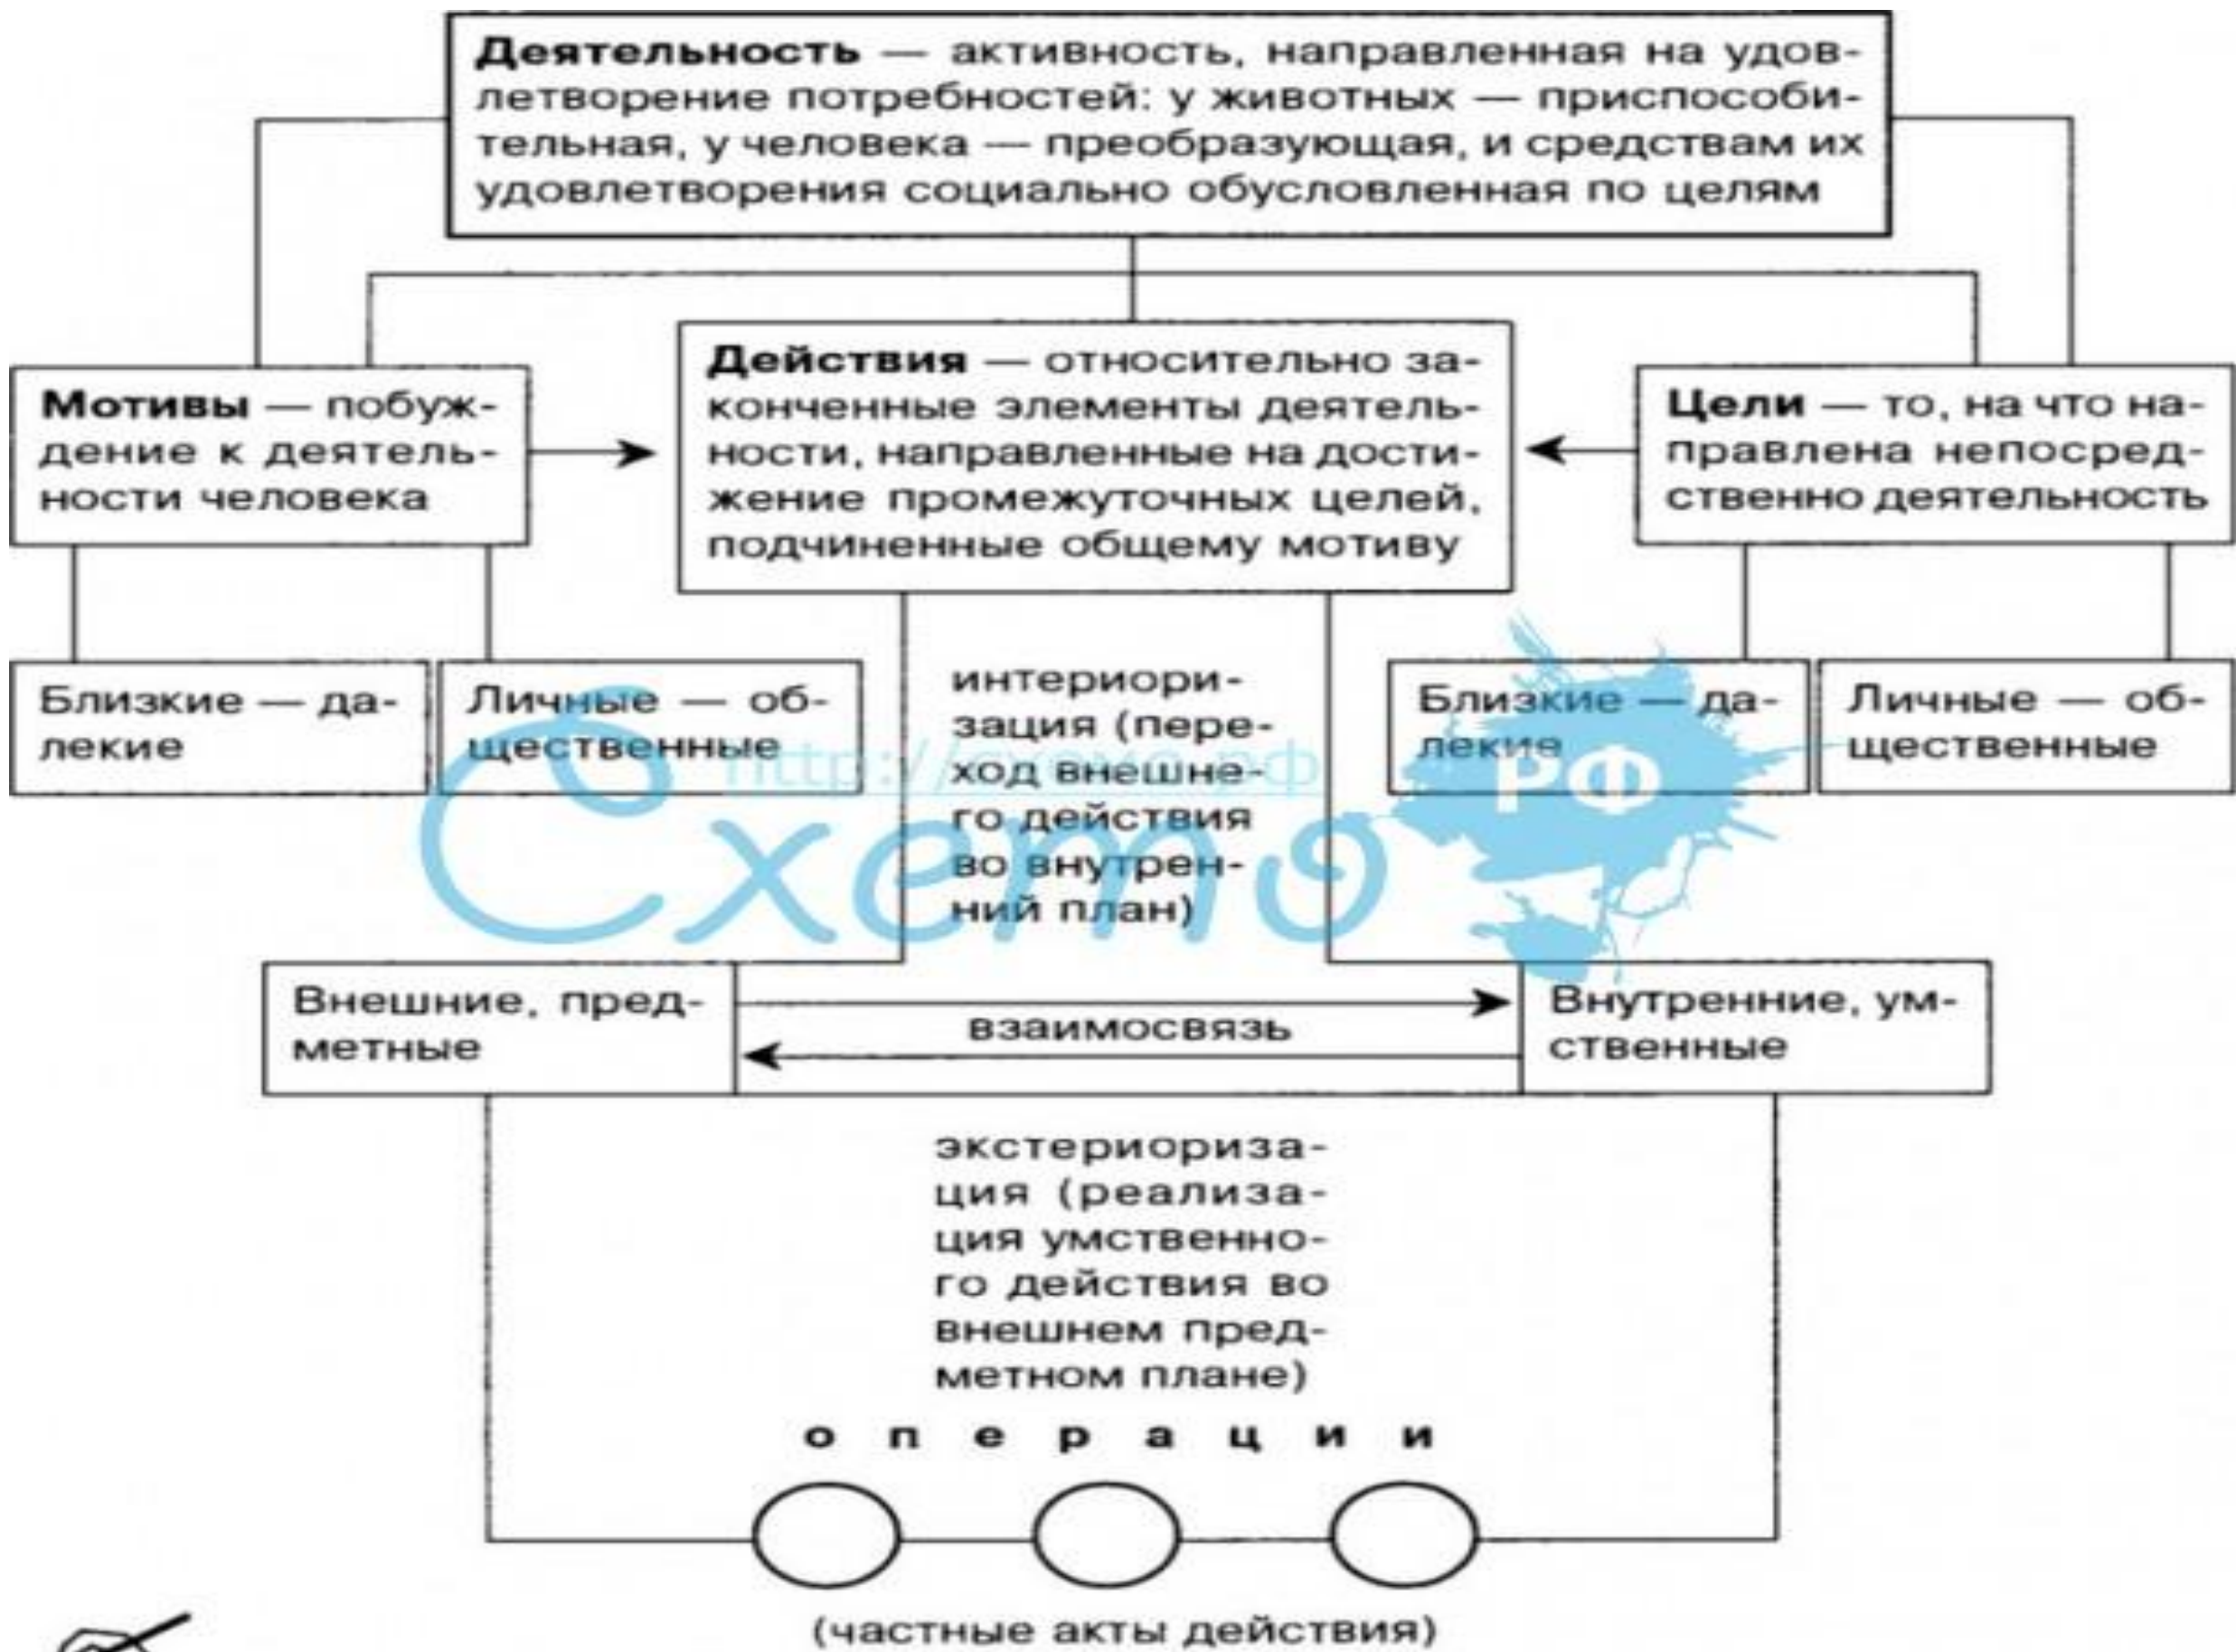 Деятельность — активность, направленная на удов-
летворение потребностей: у животных — приспособи-
тельная, у человека — преобразующая, и средствам их
удовлетворения социально обусловленная по целям
Мотивы — побуж-
дение к деятель-
ности человека
Действия — относительно за-
конченные элементы деятель-
ности, направленные на дости-
жение промежуточных целей,
подчиненные общему мотиву
Цели — то, на что на-
правлена непосред-
ственно деятельность
Близкие — да-
лекие
Личные — об-
щественные
интериори-
зация (пере-
ход внешне-
го действия
во внутрен-
ний план)
Близкие — да-
лекие
Личные — об-
щественные
http://схемо.рф
Схемо
РФ
Внешние, пред-
метные
взаимосвязь
Внутренние, ум-
ственные
экстериориза-
ция (реализа-
ция умственно-
го действия во
внешнем пред-
метном плане)
операции
(частные акты действия)